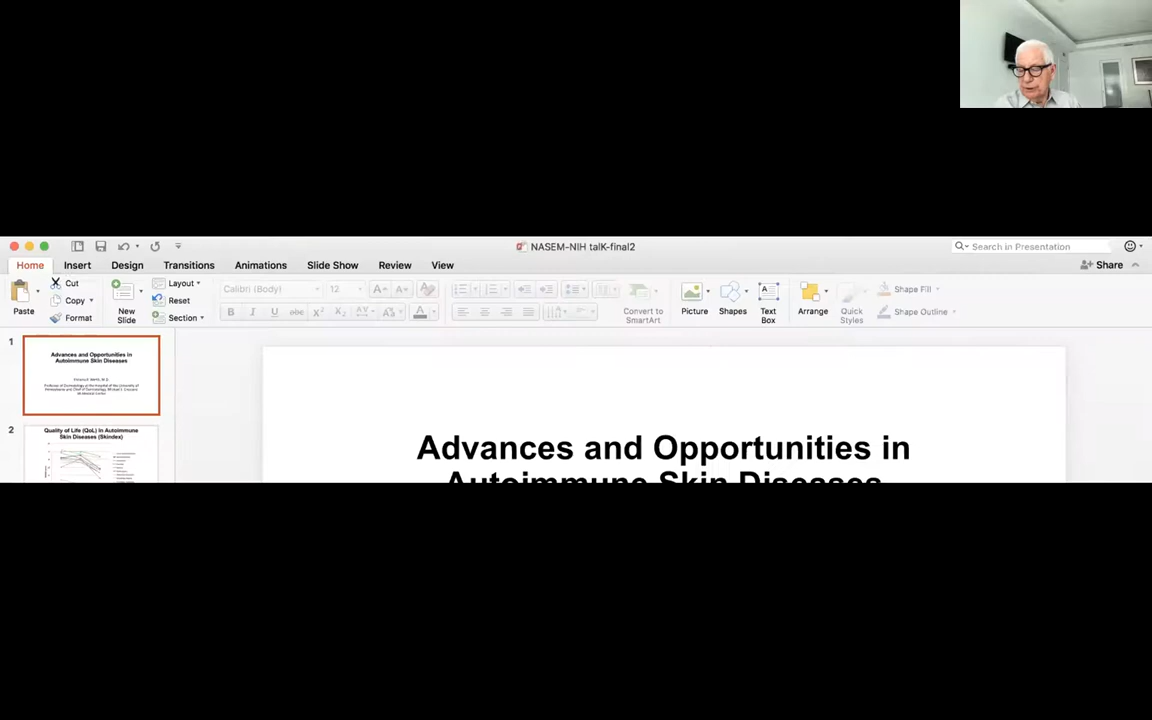 NASEM-NIH talK-final2
Search in Presentation
Home Insert Design Transitions Animations Slide Show Review View
Share
Paste
Cut
Copy
Format
New
Slide
Layout
Reset
Section
Calibri (Body) 12
Convert to
SmartArt
Picture
Shapes
Text
Box
Arrange
Quick
Styles
Shape Fill
Shape Outline
1
Advances and Opportunities in
Autoimmune Skin Diseases
2
Quality of Life (QoL) in Autoimmune
Skin Diseases (Skindex)
Advances and Opportunities in
Autoimmune Skin Diseases